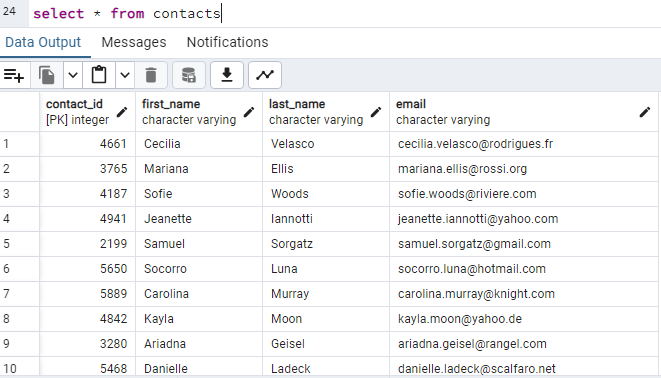 24 select * from contacts
Data Output Messages Notifications
contact_id first_name last_name email
[PK] integer character varying character varying character varying
1 4661 Cecilia Velasco cecilia.velasco@rodrigues.fr
2 3765 Mariana Ellis mariana.ellis@rossi.org
3 4187 Sofie Woods sofie.woods@riviere.com
4 4941 Jeanette Iannotti jeanette.iannotti@yahoo.com
5 2199 Samuel Sorgatz samuel.sorgatz@gmail.com
6 5650 Socorro Luna socorro.luna@hotmail.com
7 5889 Carolina Murray carolina.murray@knight.com
8 4842 Kayla Moon kayla.moon@yahoo.de
9 3280 Ariadna Geisel ariadna.geisel@rangel.com
10 5468 Danielle Ladeck danielle.ladeck@scalfaro.net